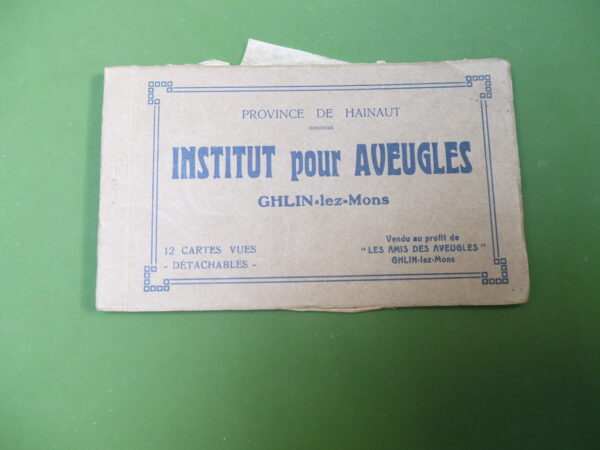 PROVINCE DE HAINAUT
INSTITUT pour AVEUGLES
GHLIN-lez-Mons
12 CARTES VUES
- DÉTACHABLES -
Vendu au profit de
"LES AMIS DES AVEUGLES"
GHLIN-lez-Mons